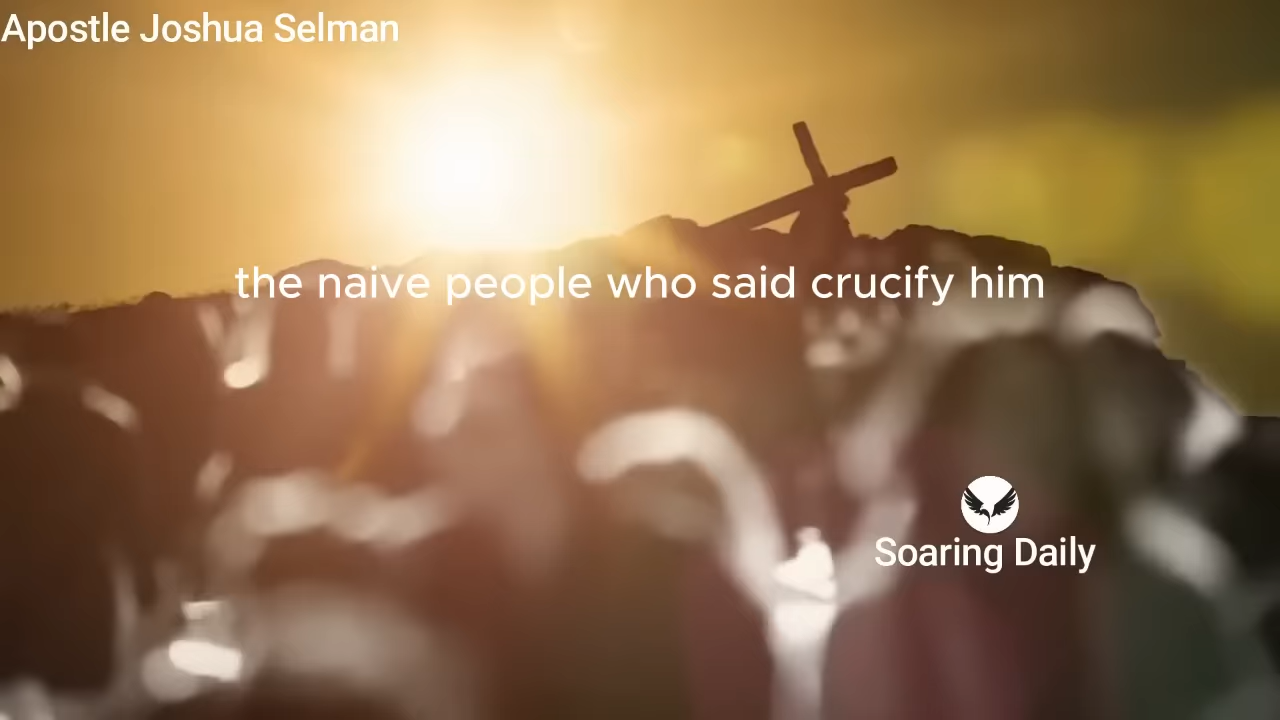 Apostle Joshua Selman
the naive people who said crucify him
Soaring Daily